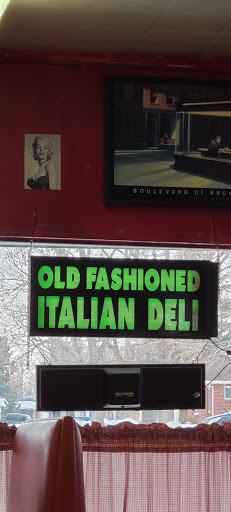 BOULEVARD OF BROK
OLD FASHIONED
ITALIAN DELI